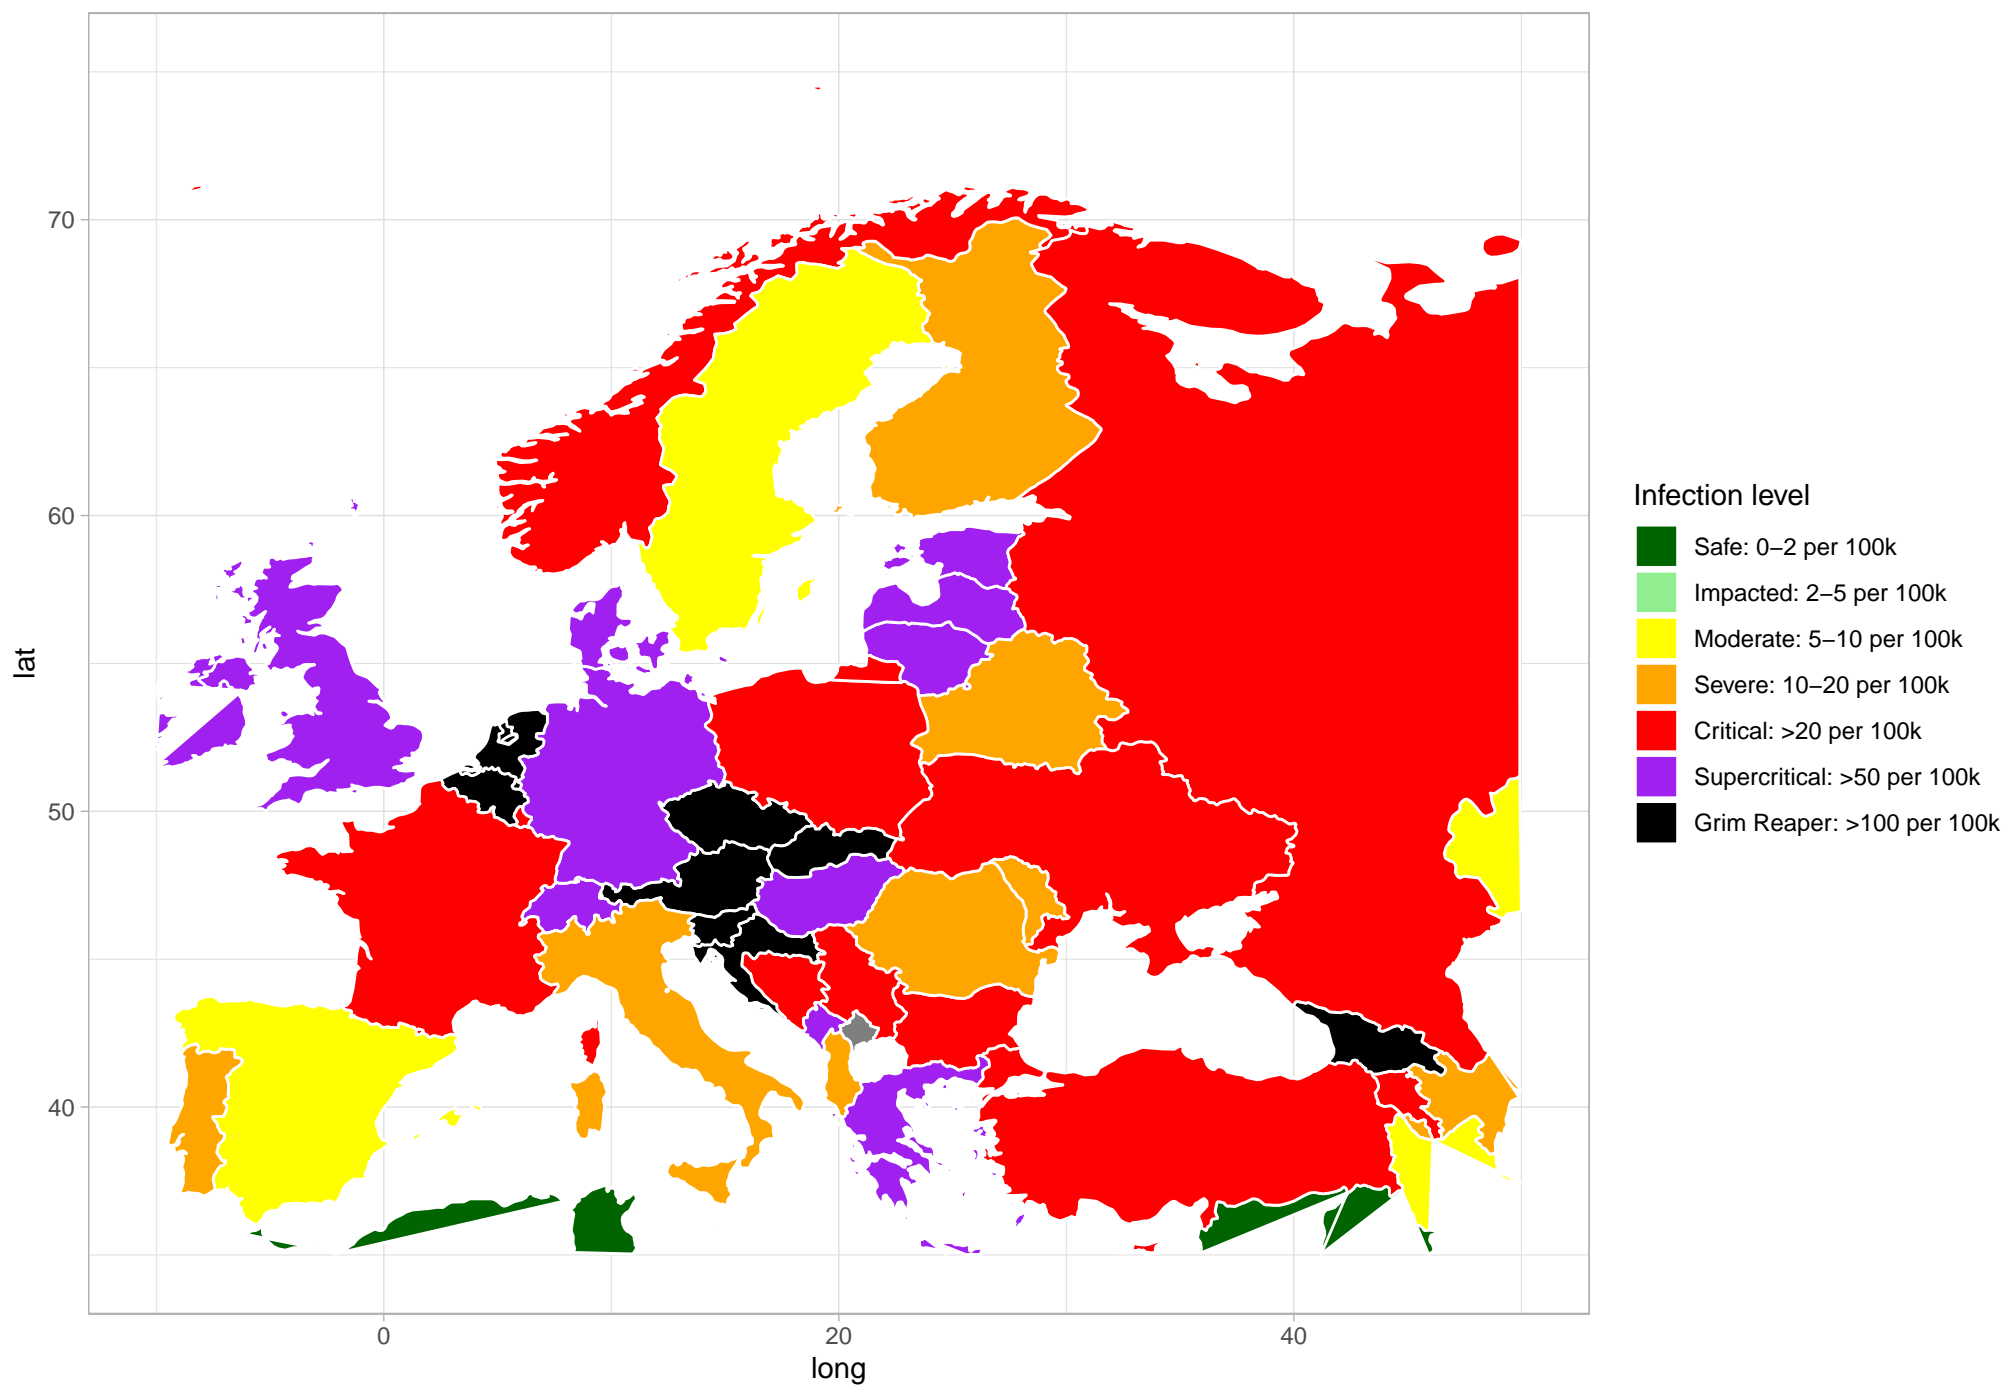 70
60
50
40
lat
0
20
40
long
Infection level
Safe: 0−2 per 100k
Impacted: 2−5 per 100k
Moderate: 5−10 per 100k
Severe: 10−20 per 100k
Critical: >20 per 100k
Supercritical: >50 per 100k
Grim Reaper: >100 per 100k